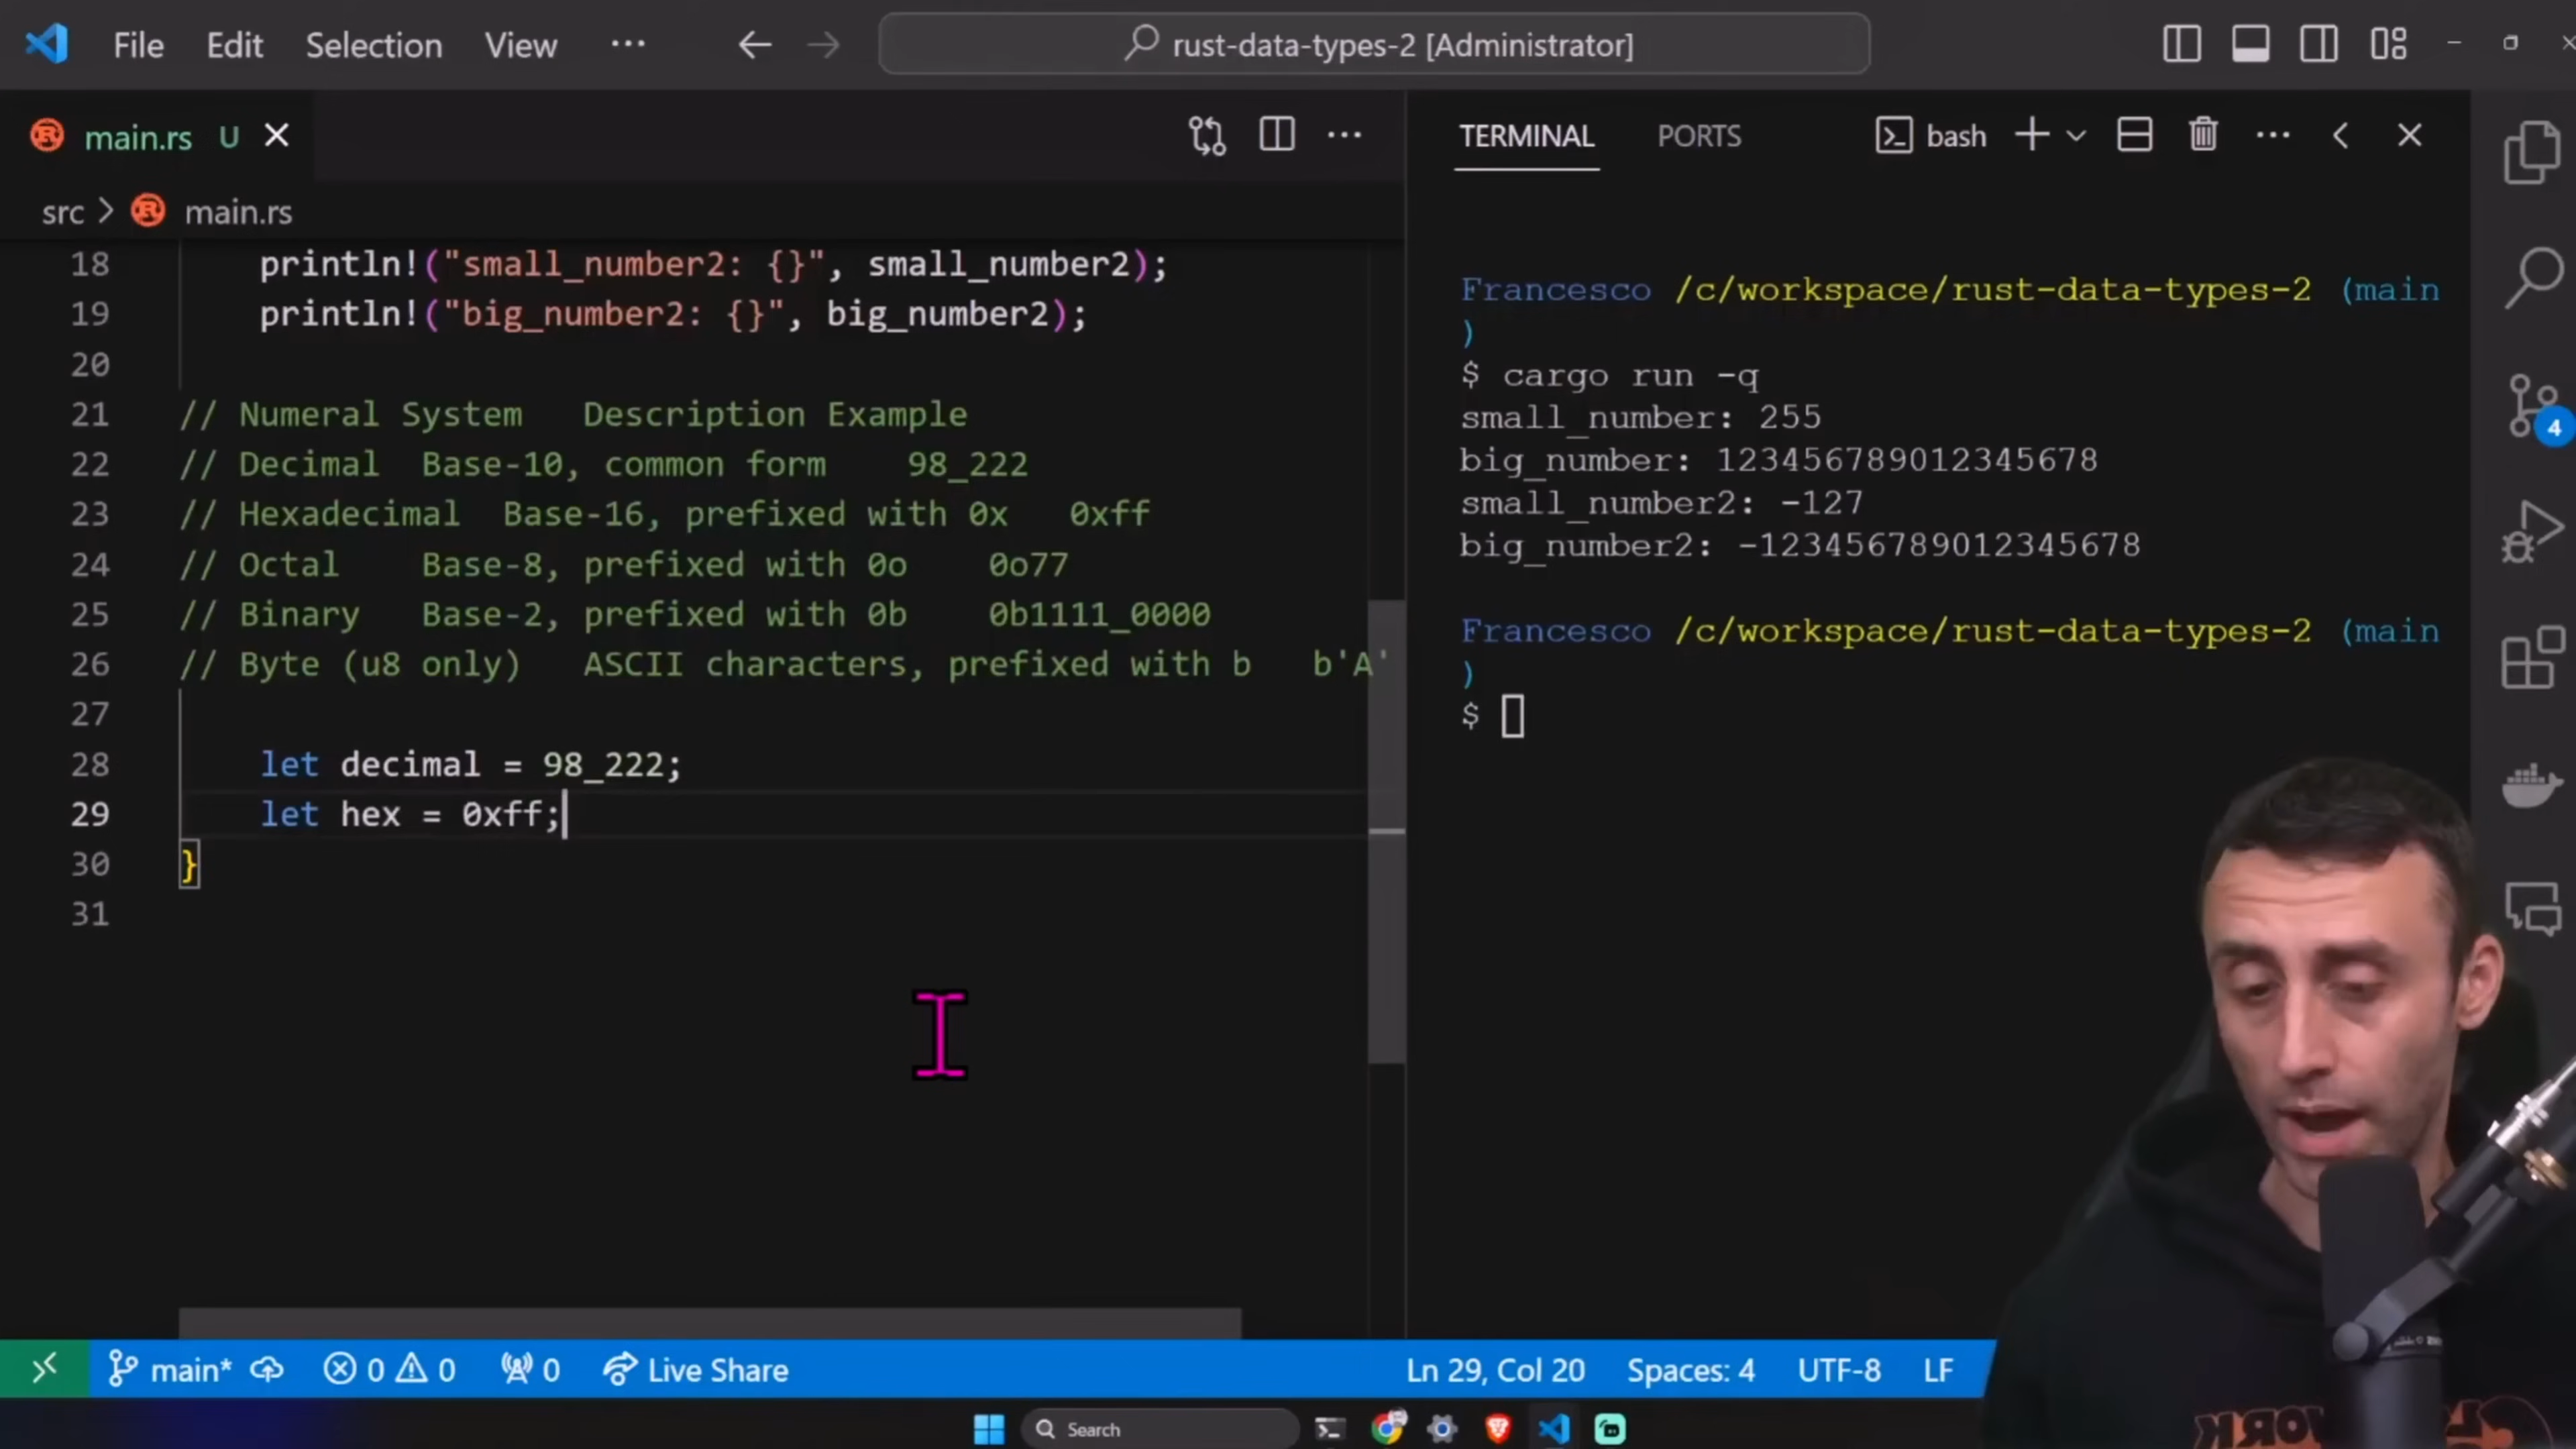 File Edit Selection View ··· rust-data-types-2 [Administrator]
main.rs U
src > main.rs
18 println!("small_number2: {}", small_number2);
19 println!("big_number2: {}", big_number2);
20
21 // Numeral System Description Example
22 // Decimal Base-10, common form 98_222
23 // Hexadecimal Base-16, prefixed with 0x 0xff
24 // Octal Base-8, prefixed with 0o 0o77
25 // Binary Base-2, prefixed with 0b 0b1111_0000
26 // Byte (u8 only) ASCII characters, prefixed with b b'A'
27
28 let decimal = 98_222;
29 let hex = 0xff;
30 }
31
TERMINAL PORTS bash
Francesco /c/workspace/rust-data-types-2 (main
)
$ cargo run -q
small_number: 255
big_number: 123456789012345678
small_number2: -127
big_number2: -123456789012345678
Francesco /c/workspace/rust-data-types-2 (main
)
$
4
main* 0 0 0 Live Share Ln 29, Col 20 Spaces: 4 UTF-8 LF
Search